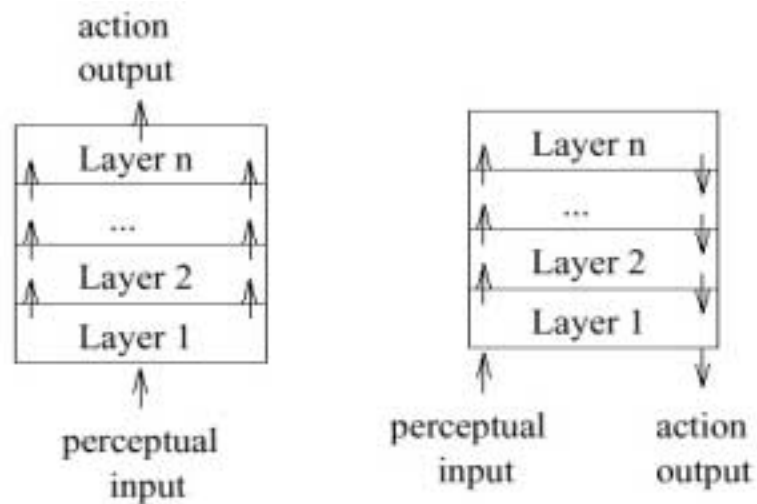 action
output
Layer n
...
Layer 2
Layer 1
perceptual
input
Layer n
...
Layer 2
Layer 1
perceptual
input
action
output